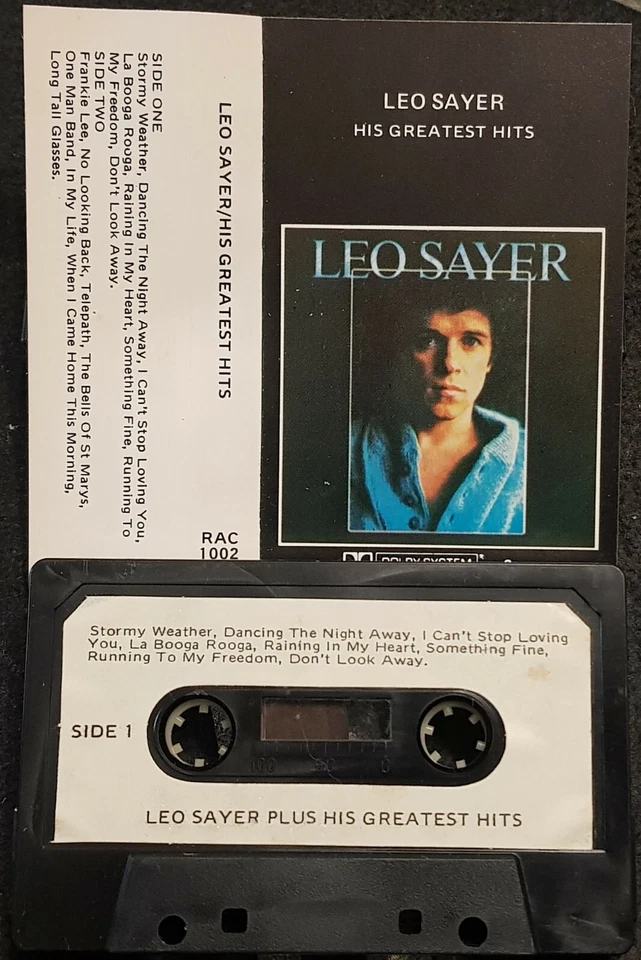 LEO SAYER
HIS GREATEST HITS
LEO SAYER
DOLBY SYSTEM
LEO SAYER/HIS GREATEST HITS
RAC
1002
SIDE ONE
Stormy Weather, Dancing The Night Away, I Can't Stop Loving You,
La Booga Rooga, Raining In My Heart, Something Fine, Running To
My Freedom, Don't Look Away.
SIDE TWO
Frankie Lee, No Looking Back, Telepath, The Bells Of St Marys,
One Man Band, In My Life, When I Came Home This Morning,
Long Tall Glasses.
Stormy Weather, Dancing The Night Away, I Can't Stop Loving
You, La Booga Rooga, Raining In My Heart, Something Fine,
Running To My Freedom, Don't Look Away.
SIDE 1
100 50 0
LEO SAYER PLUS HIS GREATEST HITS